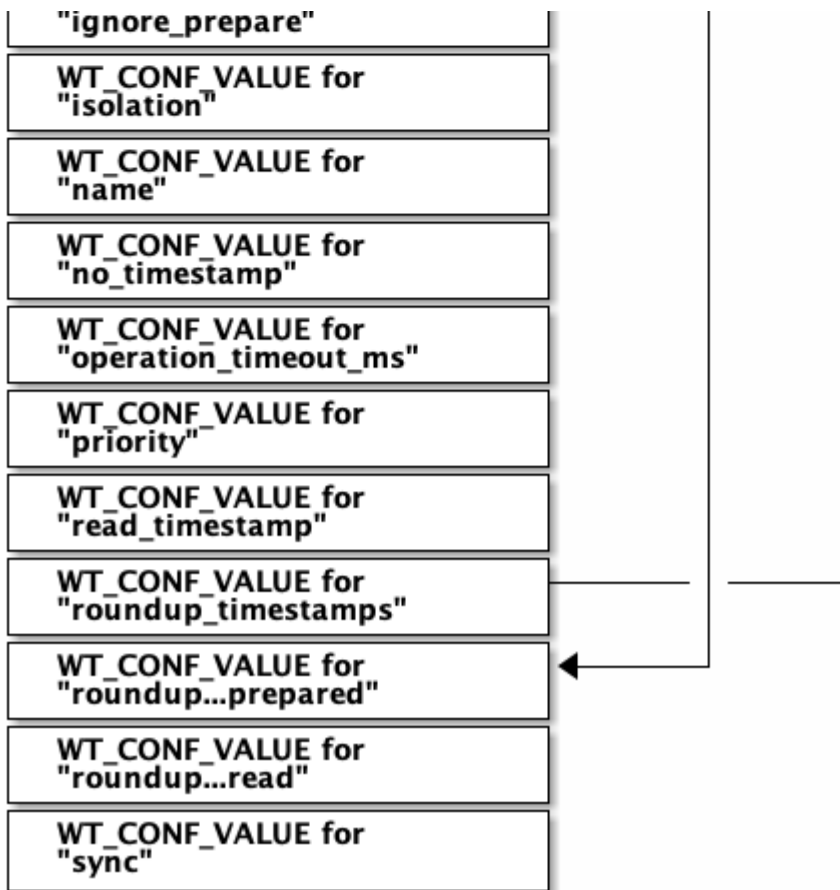 "ignore_prepare"
WT_CONF_VALUE for
"isolation"
WT_CONF_VALUE for
"name"
WT_CONF_VALUE for
"no_timestamp"
WT_CONF_VALUE for
"operation_timeout_ms"
WT_CONF_VALUE for
"priority"
WT_CONF_VALUE for
"read_timestamp"
WT_CONF_VALUE for
"roundup_timestamps"
WT_CONF_VALUE for
"roundup...prepared"
WT_CONF_VALUE for
"roundup...read"
WT_CONF_VALUE for
"sync"